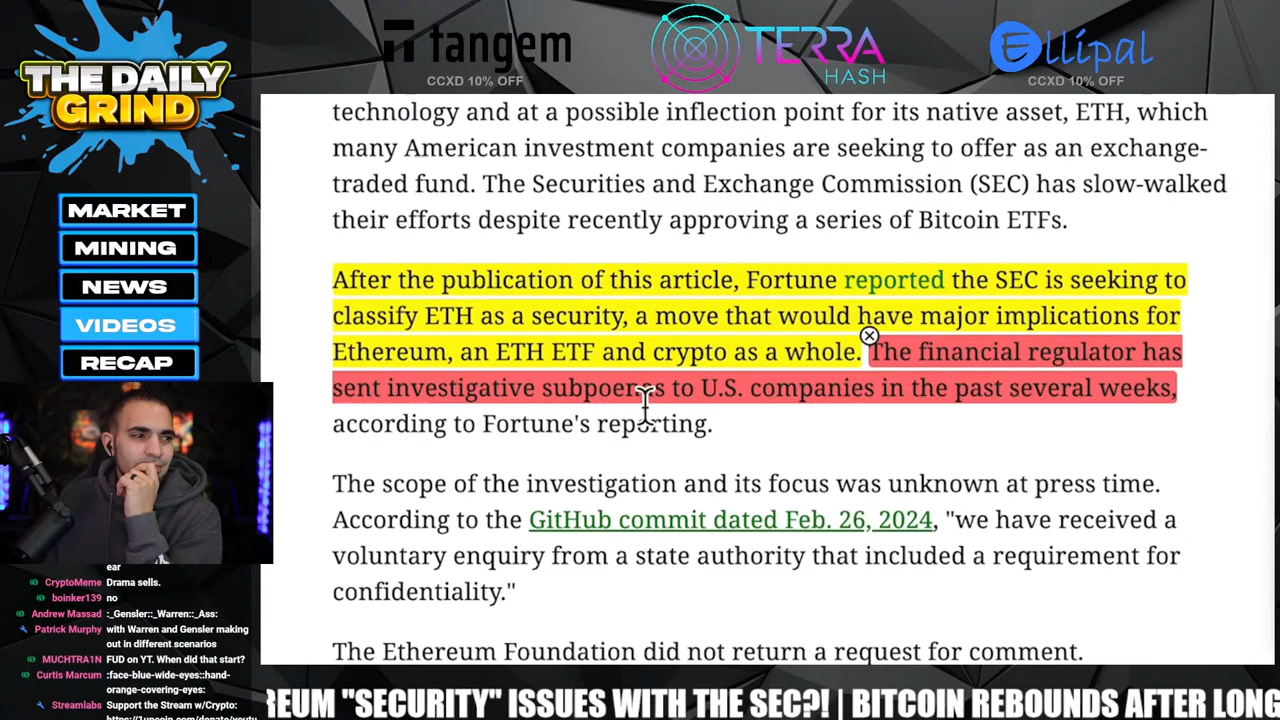 tangem
CCXD 10% OFF
TERRA
HASH
Ellipal
CCXD 10% OFF
THE DAILY
GRIND
MARKET
MINING
NEWS
VIDEOS
RECAP
technology and at a possible inflection point for its native asset, ETH, which
many American investment companies are seeking to offer as an exchange-
traded fund. The Securities and Exchange Commission (SEC) has slow-walked
their efforts despite recently approving a series of Bitcoin ETFs.
After the publication of this article, Fortune reported the SEC is seeking to
classify ETH as a security, a move that would have major implications for
Ethereum, an ETH ETF and crypto as a whole. The financial regulator has
sent investigative subpoenas to U.S. companies in the past several weeks,
according to Fortune's reporting.
The scope of the investigation and its focus was unknown at press time.
According to the GitHub commit dated Feb. 26, 2024, "we have received a
voluntary enquiry from a state authority that included a requirement for
confidentiality."
The Ethereum Foundation did not return a request for comment.
ear
CryptoMeme Drama sells.
boinker139 no
Andrew Massad :_Gensler::_Warren::_Ass:
Patrick Murphy with Warren and Gensler making
out in different scenarios
MUCHTRA1N FUD on YT. When did that start?
Curtis Marcum :face-blue-wide-eyes::hand-
orange-covering-eyes:
Streamlabs Support the Stream w/Crypto:
https://1upcoin.com/donate/youtu
REUM "SECURITY" ISSUES WITH THE SEC?! | BITCOIN REBOUNDS AFTER LONG